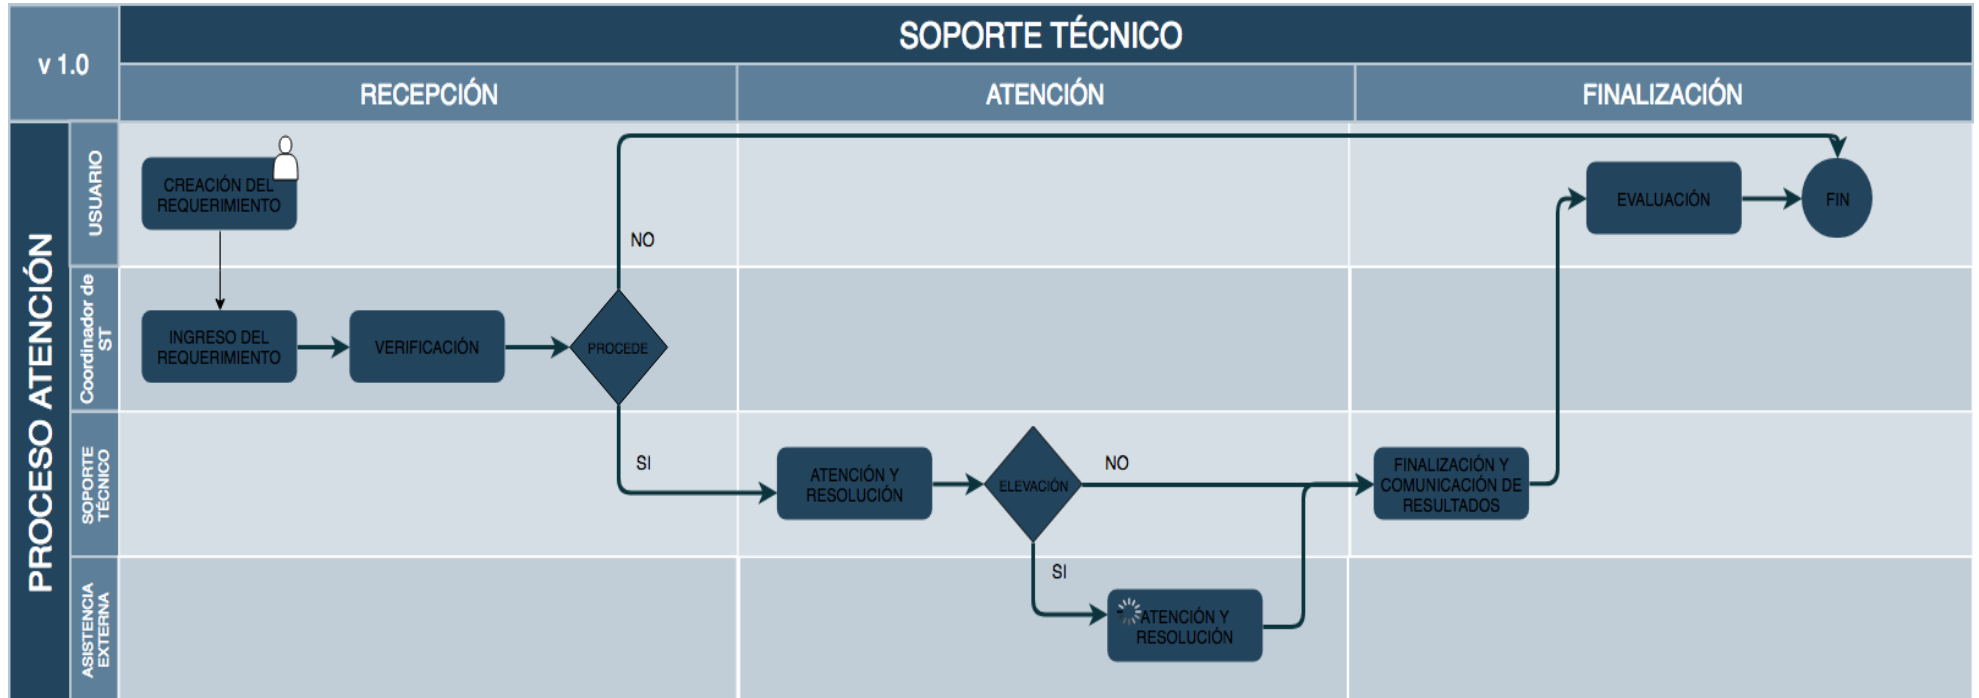 SOPORTE TÉCNICO
v 1.0
RECEPCIÓN
ATENCIÓN
FINALIZACIÓN
PROCESO ATENCIÓN
USUARIO
CREACIÓN DEL
REQUERIMIENTO
NO
EVALUACIÓN
FIN
Coordinador de
ST
INGRESO DEL
REQUERIMIENTO
VERIFICACIÓN
PROCEDE
SOPORTE
TÉCNICO
SI
ATENCIÓN Y
RESOLUCIÓN
ELEVACIÓN
NO
FINALIZACIÓN Y
COMUNICACIÓN DE
RESULTADOS
ASISTENCIA
EXTERNA
SI
ATENCIÓN Y
RESOLUCIÓN